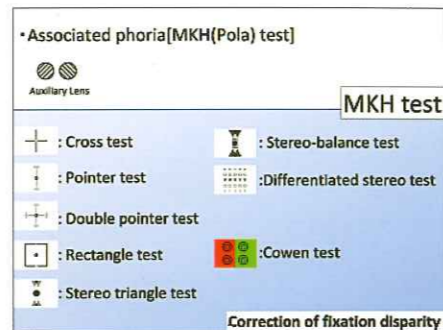 ・Associated phoria[MKH(Pola) test]
Auxiliary Lens
MKH test
: Cross test
: Pointer test
: Double pointer test
: Rectangle test
: Stereo triangle test
: Stereo-balance test
:Differentiated stereo test
:Cowen test
Correction of fixation disparity